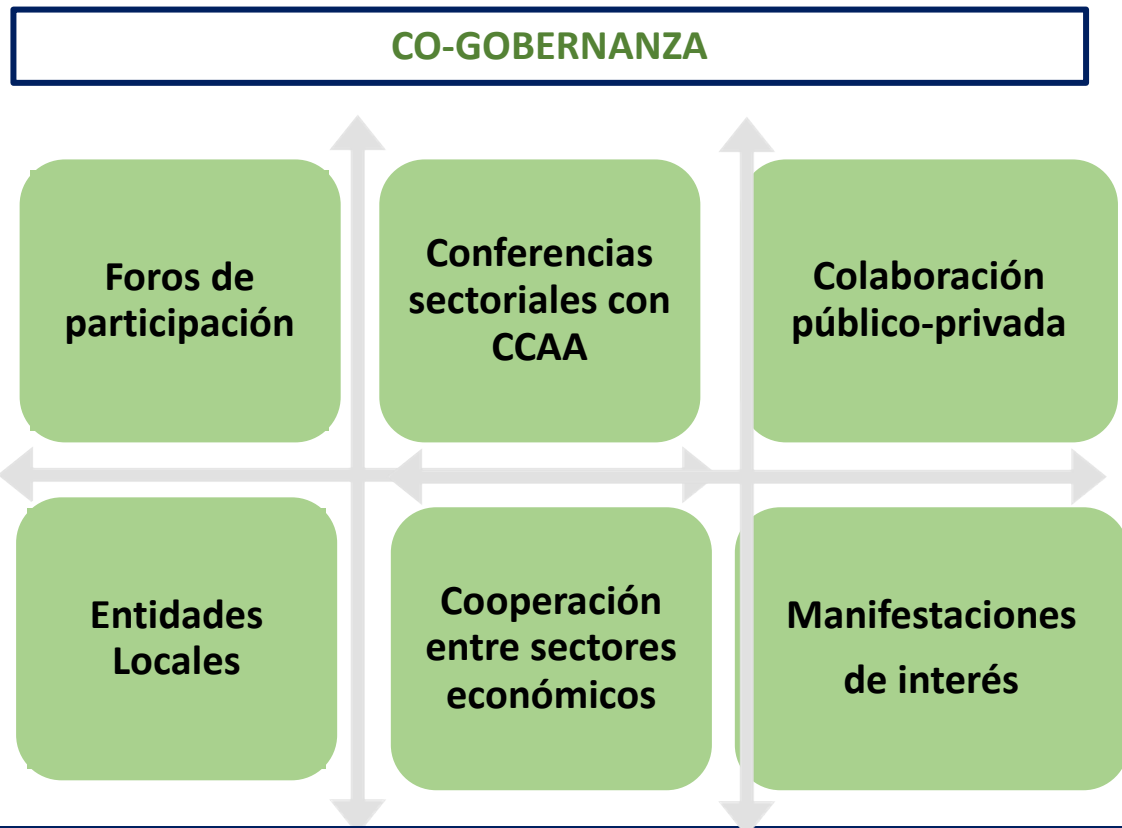 CO-GOBERNANZA
Foros de
participación
Conferencias
sectoriales con
CCAA
Colaboración
público-privada
Entidades
Locales
Cooperación
entre sectores
económicos
Manifestaciones
de interés